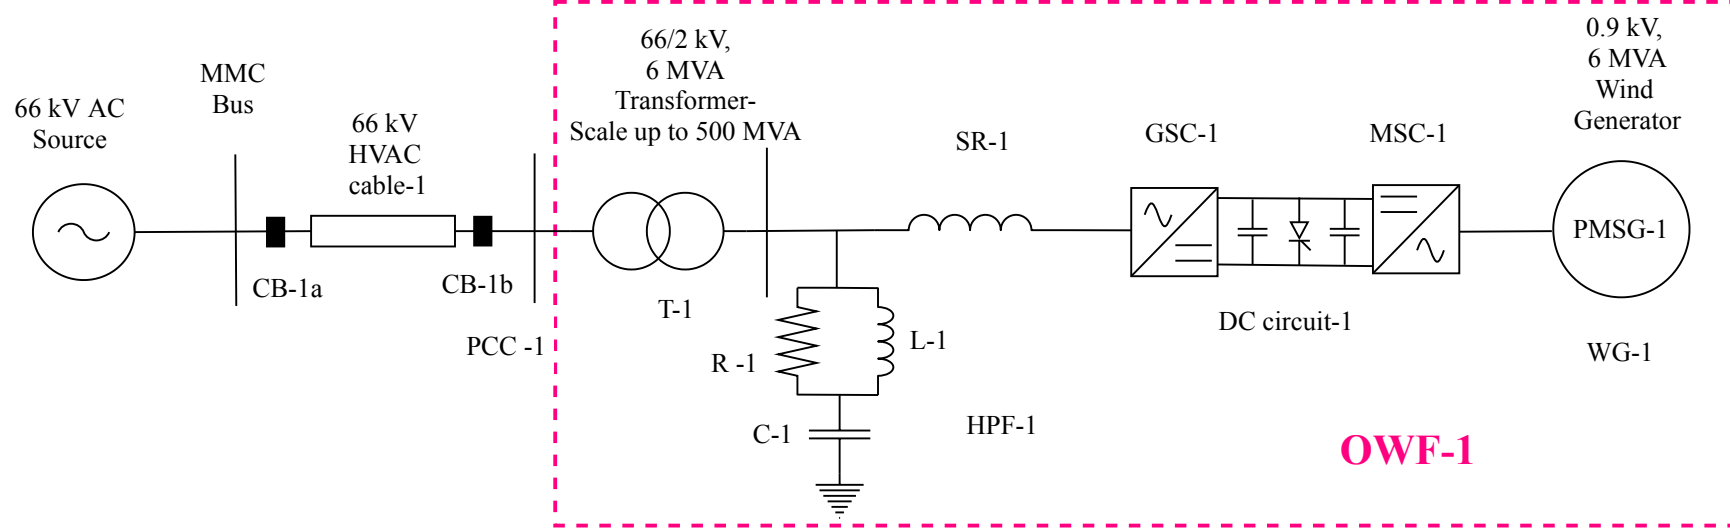 66 kV AC
Source
MMC
Bus
CB-1a
66 kV
HVAC
cable-1
CB-1b
PCC -1
66/2 kV,
6 MVA
Transformer-
Scale up to 500 MVA
T-1
R -1
L-1
C-1
HPF-1
SR-1
GSC-1
DC circuit-1
MSC-1
0.9 kV,
6 MVA
Wind
Generator
PMSG-1
WG-1
OWF-1